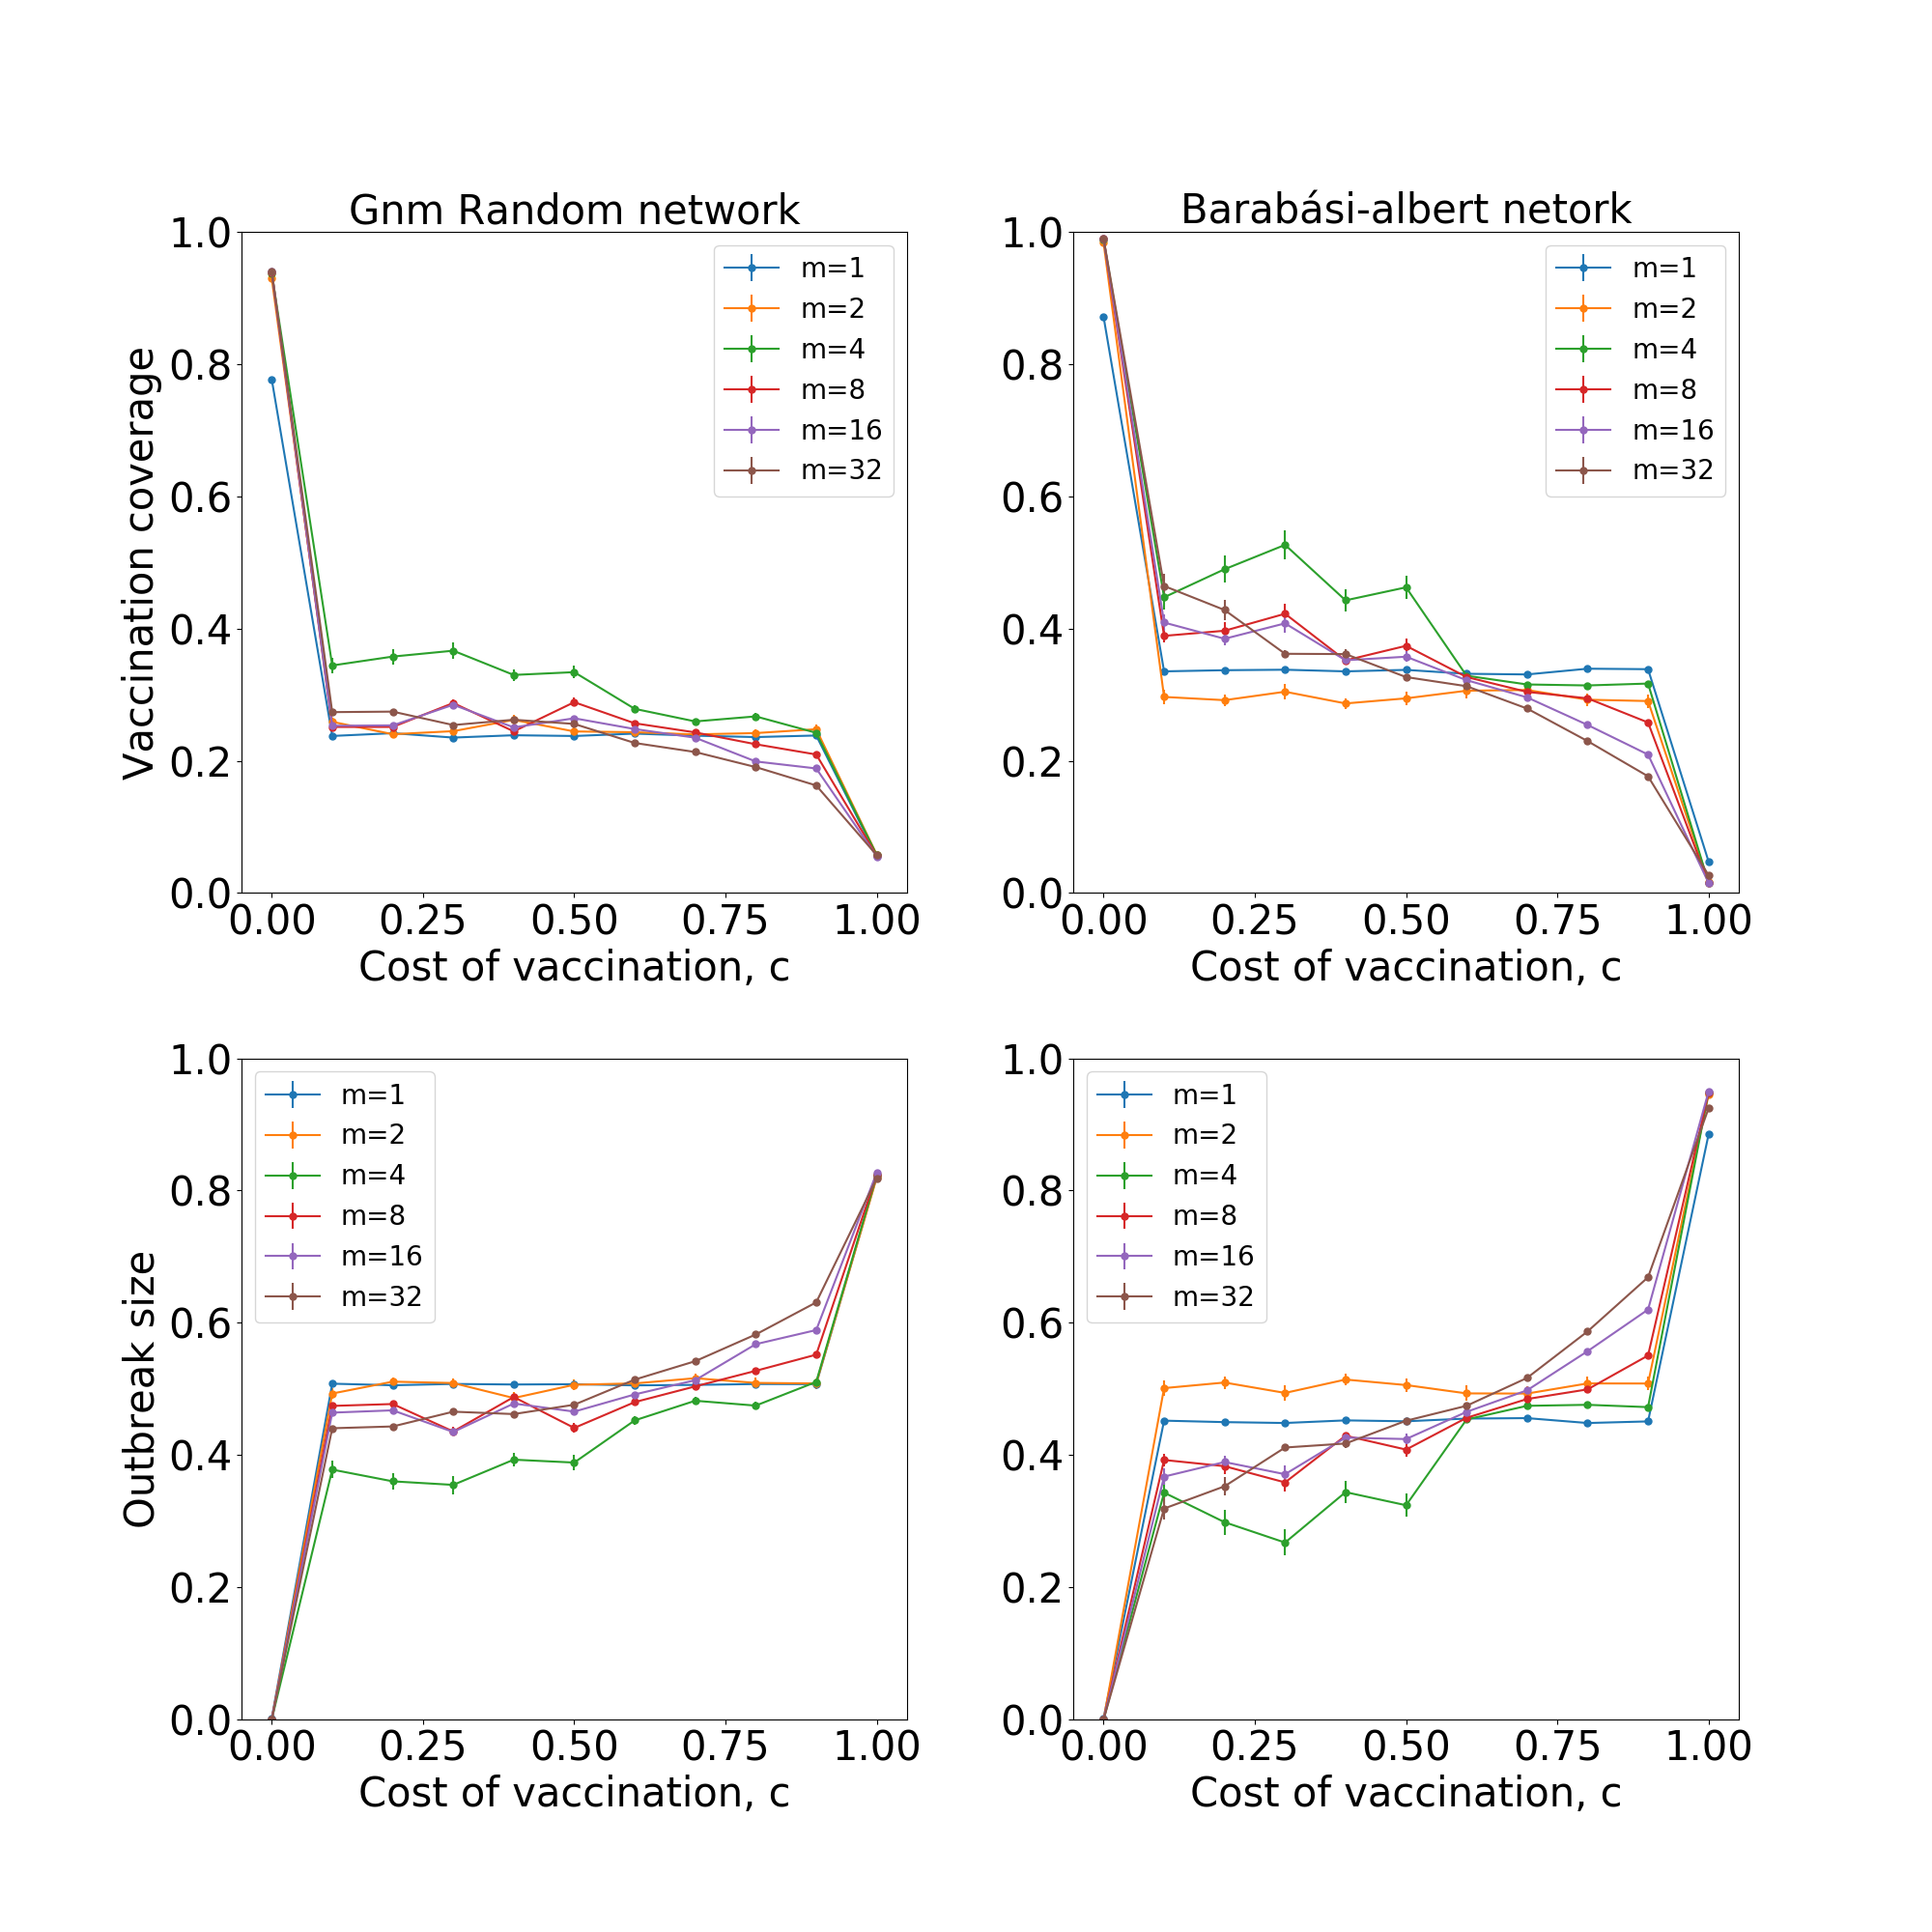 Gnm Random network
Vaccination coverage
1.0
0.8
0.6
0.4
0.2
0.0
m=1
m=2
m=4
m=8
m=16
m=32
0.00 0.25 0.50 0.75 1.00
Cost of vaccination, c
Barabási-albert netork
1.0
0.8
0.6
0.4
0.2
0.0
m=1
m=2
m=4
m=8
m=16
m=32
0.00 0.25 0.50 0.75 1.00
Cost of vaccination, c
Outbreak size
1.0
0.8
0.6
0.4
0.2
0.0
m=1
m=2
m=4
m=8
m=16
m=32
0.00 0.25 0.50 0.75 1.00
Cost of vaccination, c
1.0
0.8
0.6
0.4
0.2
0.0
m=1
m=2
m=4
m=8
m=16
m=32
0.00 0.25 0.50 0.75 1.00
Cost of vaccination, c